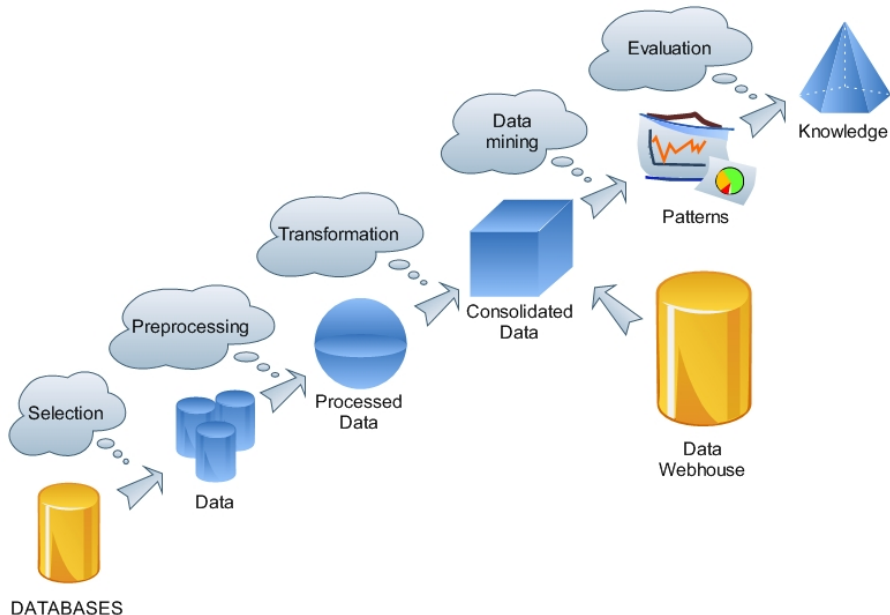 Evaluation
Knowledge
Data
mining
Patterns
Transformation
Consolidated
Data
Preprocessing
Processed
Data
Data
Webhouse
Selection
Data
DATABASES